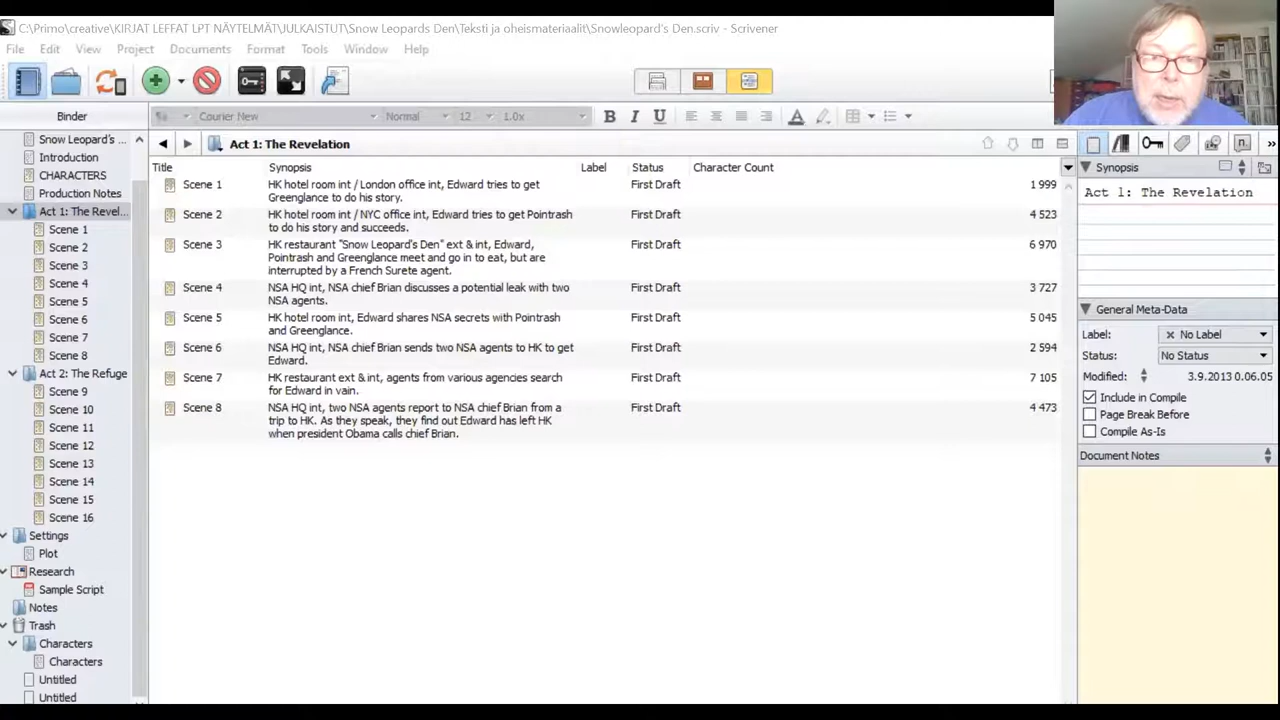 C:\Primo\creative\KIRJAT LEFFAT LPT NÄYTELMÄT\JULKAISTUT\Snow Leopards Den\Teksti ja oheismateriaalit\Snowleopard's Den.scriv - Scrivener
File Edit View Project Documents Format Tools Window Help
Binder
Courier New Normal 12 1.0x B I U A
Snow Leopard's ...
Introduction
CHARACTERS
Production Notes
Act 1: The Revel...
Scene 1
Scene 2
Scene 3
Scene 4
Scene 5
Scene 6
Scene 7
Scene 8
Act 2: The Refuge
Scene 9
Scene 10
Scene 11
Scene 12
Scene 13
Scene 14
Scene 15
Scene 16
Settings
Plot
Research
Sample Script
Notes
Trash
Characters
Characters
Untitled
Untitled
Act 1: The Revelation
Title Synopsis Label Status Character Count
Scene 1 HK hotel room int / London office int, Edward tries to get First Draft 1 999
Greenglance to do his story.
Scene 2 HK hotel room int / NYC office int, Edward tries to get Pointrash First Draft 4 523
to do his story and succeeds.
Scene 3 HK restaurant "Snow Leopard's Den" ext & int, Edward, First Draft 6 970
Pointrash and Greenglance meet and go in to eat, but are
interrupted by a French Surete agent.
Scene 4 NSA HQ int, NSA chief Brian discusses a potential leak with two First Draft 3 727
NSA agents.
Scene 5 HK hotel room int, Edward shares NSA secrets with Pointrash First Draft 5 045
and Greenglance.
Scene 6 NSA HQ int, NSA chief Brian sends two NSA agents to HK to get First Draft 2 594
Edward.
Scene 7 HK restaurant ext & int, agents from various agencies search First Draft 7 105
for Edward in vain.
Scene 8 NSA HQ int, two NSA agents report to NSA chief Brian from a First Draft 4 473
trip to HK. As they speak, they find out Edward has left HK
when president Obama calls chief Brian.
Synopsis
Act 1: The Revelation
General Meta-Data
Label: No Label
Status: No Status
Modified: 3.9.2013 0.06.05
Include in Compile
Page Break Before
Compile As-Is
Document Notes